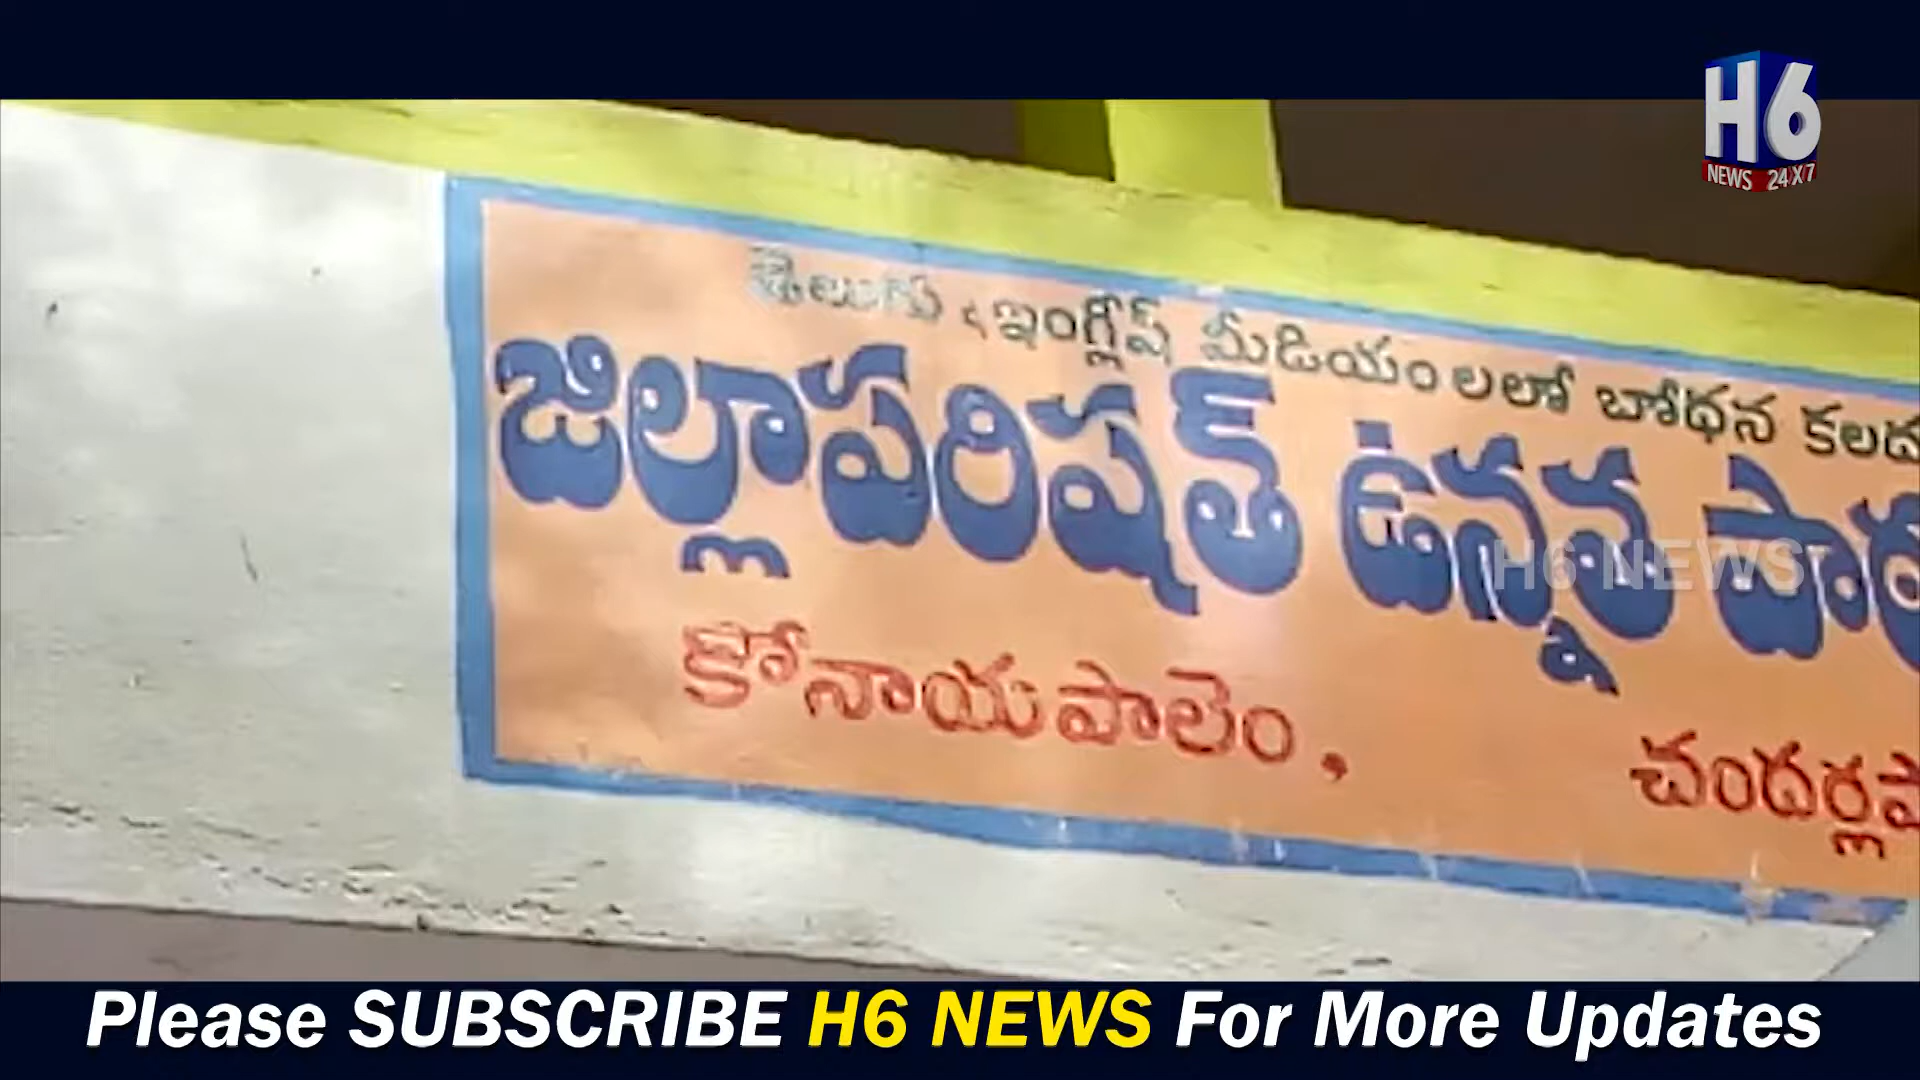 H6
NEWS 24X7
తెలుగు & ఇంగ్లీష్ మీడియం లలో బోధన కలదు
జిల్లాపరిషత్ ఉన్నత పాఠ
H6 NEWS
కోనాయపాలెం,
చందర్లపా
Please SUBSCRIBE H6 NEWS For More Updates